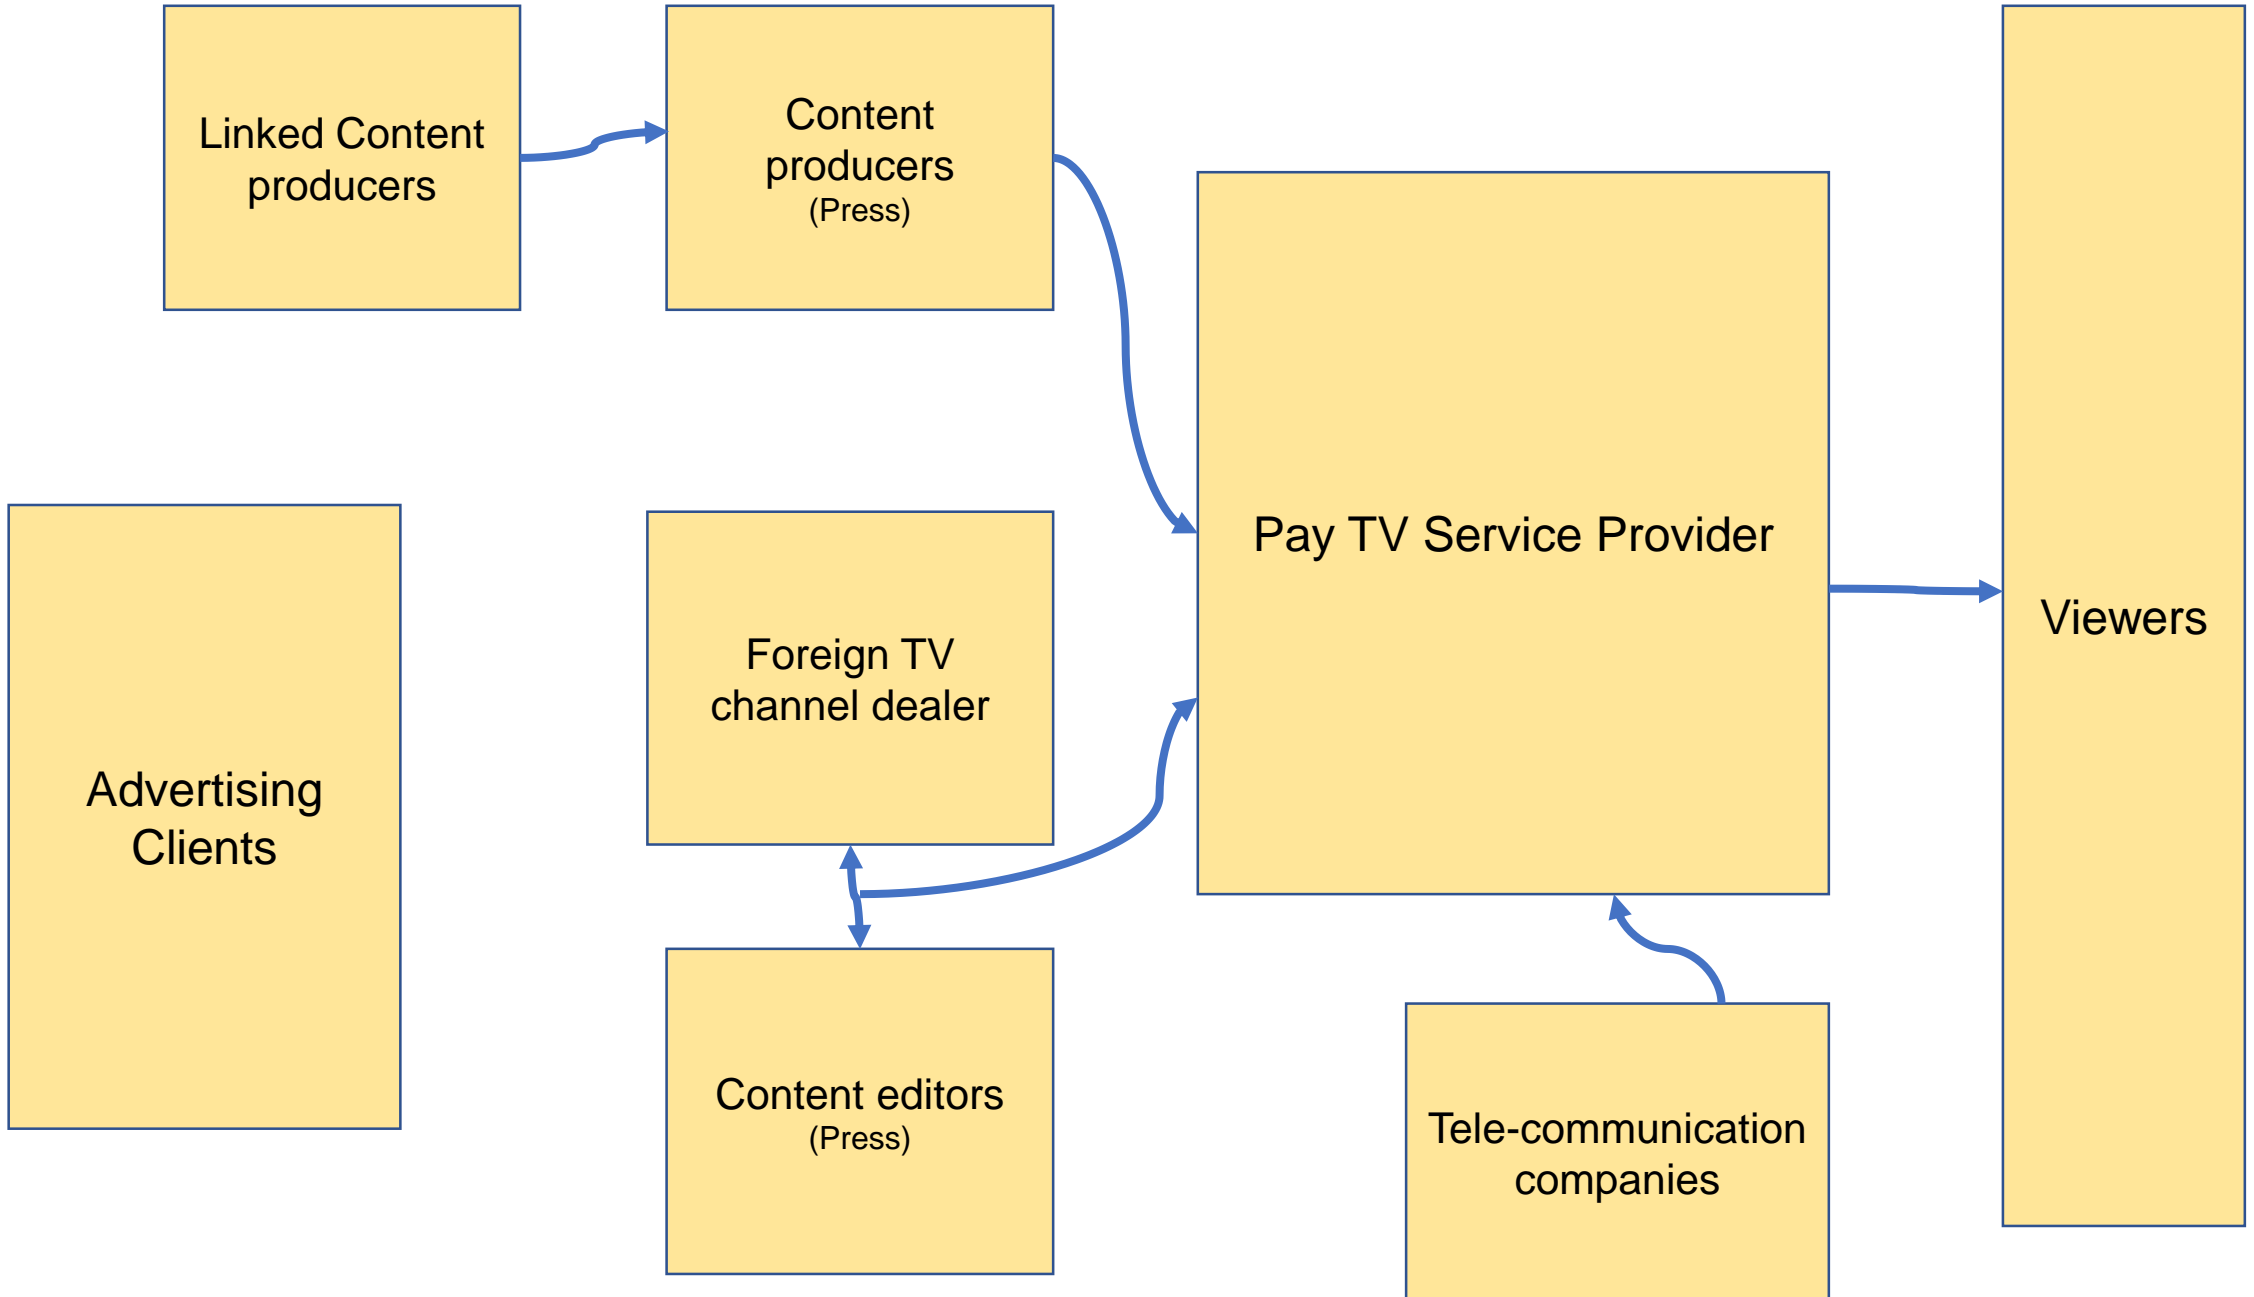 Linked Content
producers
Content
producers
(Press)
Pay TV Service Provider
Viewers
Foreign TV
channel dealer
Advertising
Clients
Content editors
(Press)
Tele-communication
companies